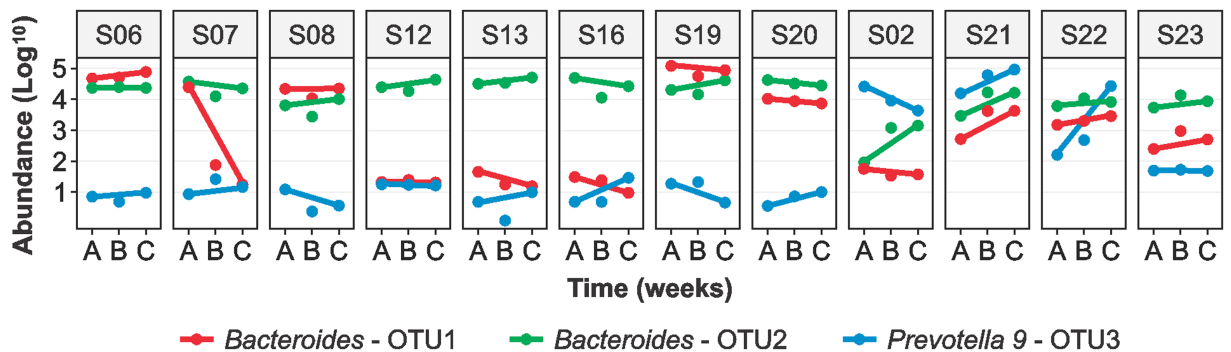 S06 S07 S08 S12 S13 S16 S19 S20 S02 S21 S22 S23
Abundance (Log¹⁰)
5
4
3
2
1
A B C A B C A B C A B C A B C A B C A B C A B C A B C A B C A B C A B C
Time (weeks)
Bacteroides - OTU1 Bacteroides - OTU2 Prevotella 9 - OTU3